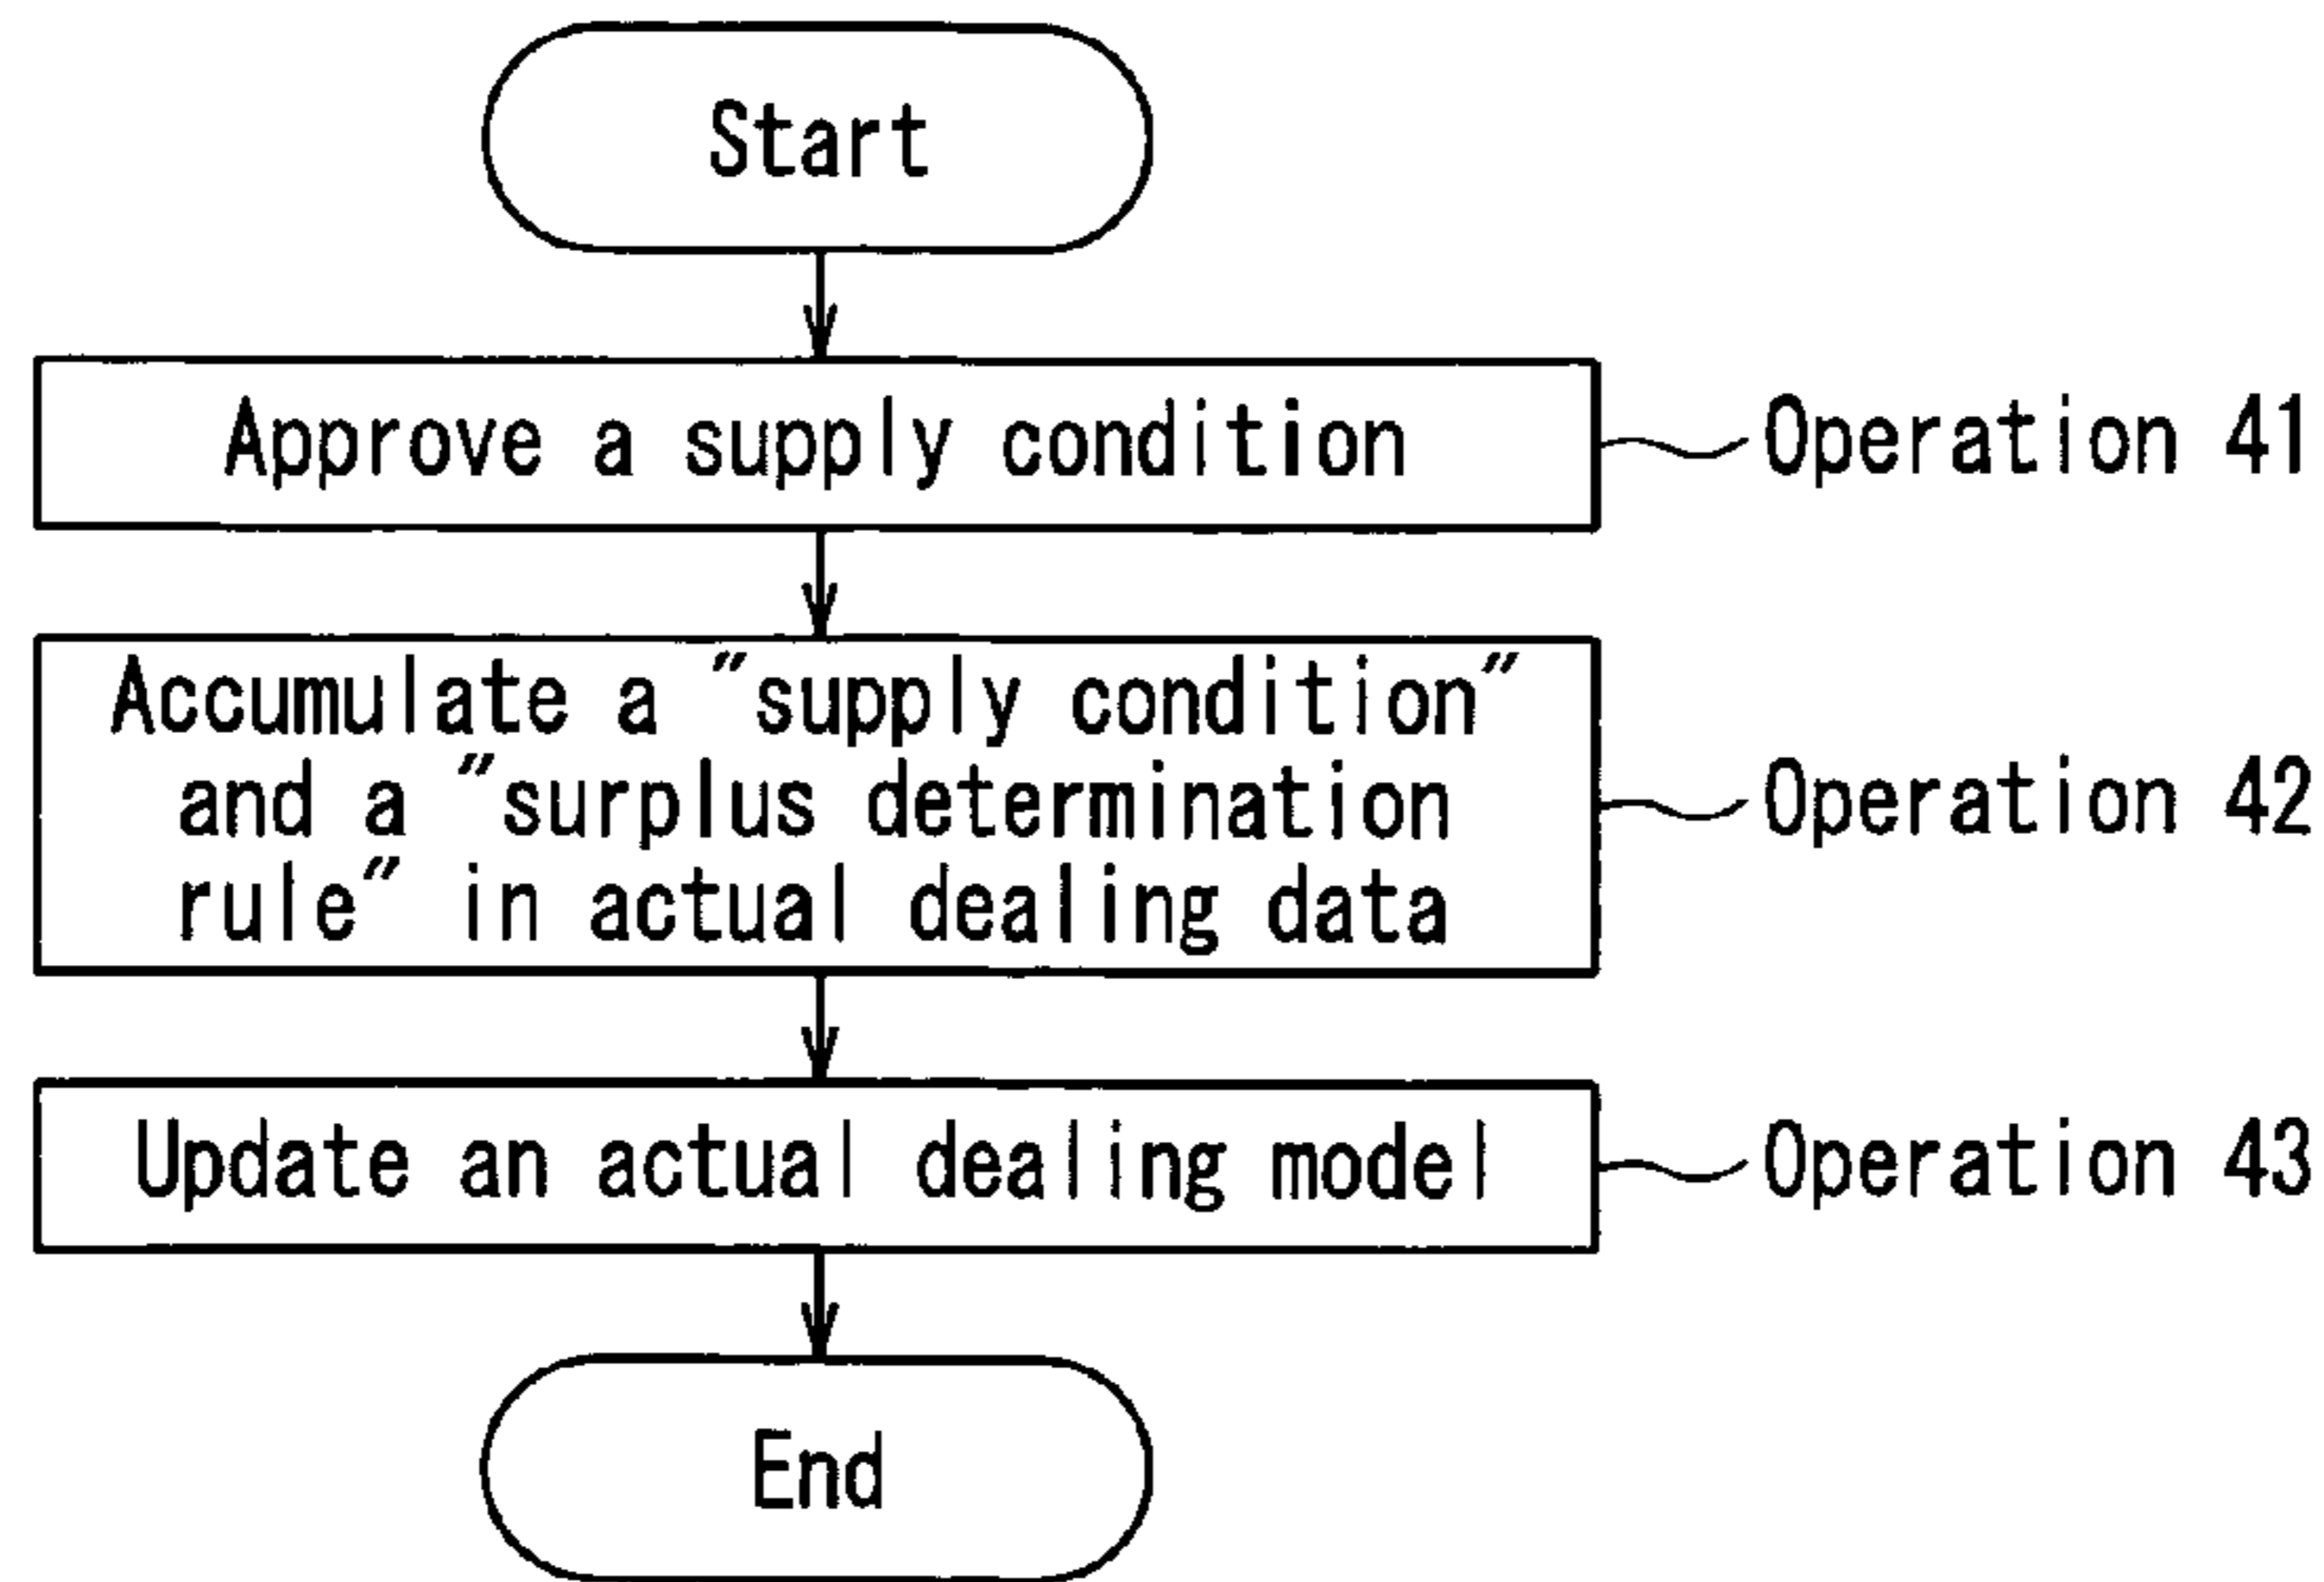 Start
Approve a supply condition
Operation 41
Accumulate a "supply condition"
and a "surplus determination
rule" in actual dealing data
Operation 42
Update an actual dealing model
Operation 43
End